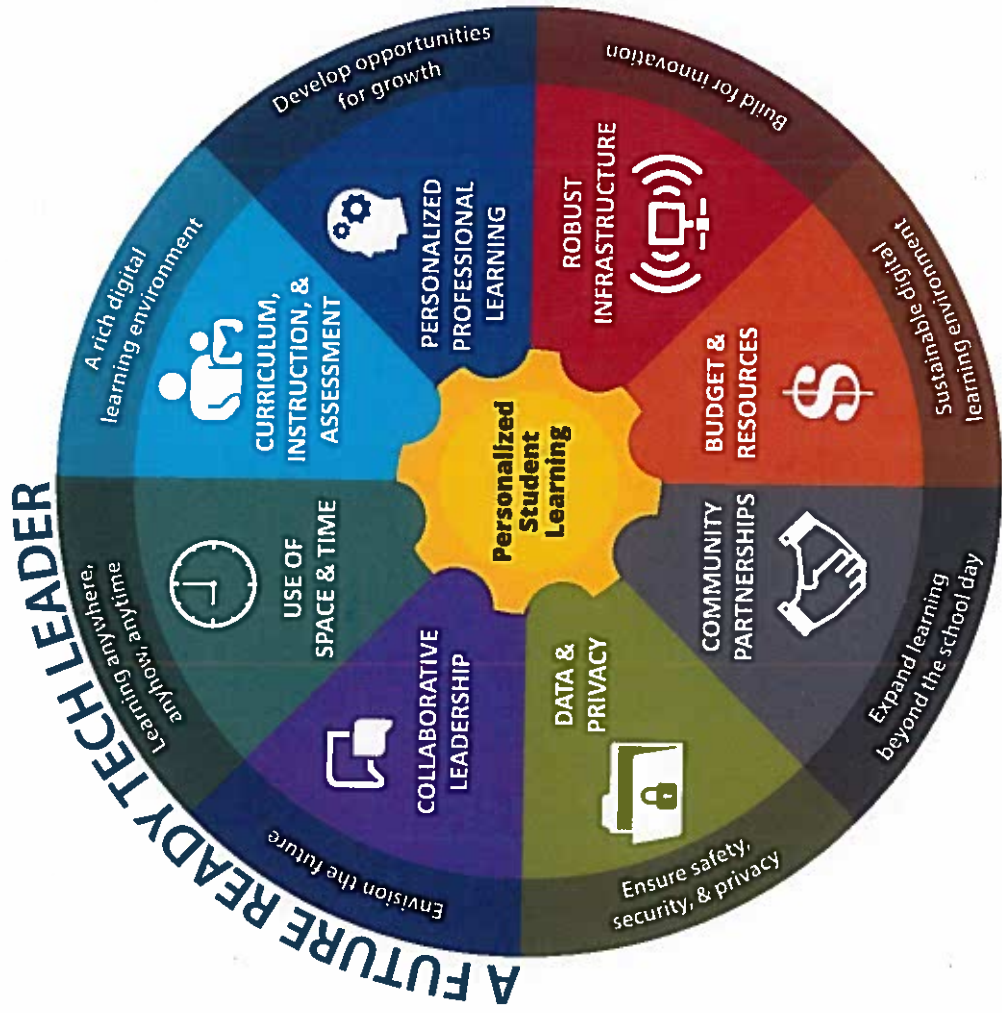 A FUTURE READY TECH LEADER
Learning anywhere,
anyhow, anytime
USE OF
SPACE & TIME
A rich digital
learning environment
CURRICULUM,
INSTRUCTION, &
ASSESSMENT
Develop opportunities
for growth
PERSONALIZED
PROFESSIONAL
LEARNING
Build for innovation
ROBUST
INFRASTRUCTURE
Sustainable digital
learning environment
BUDGET &
RESOURCES
$
Expand learning
beyond the school day
COMMUNITY
PARTNERSHIPS
Ensure safety,
security, & privacy
DATA &
PRIVACY
Envision the future
COLLABORATIVE
LEADERSHIP
Personalized
Student
Learning